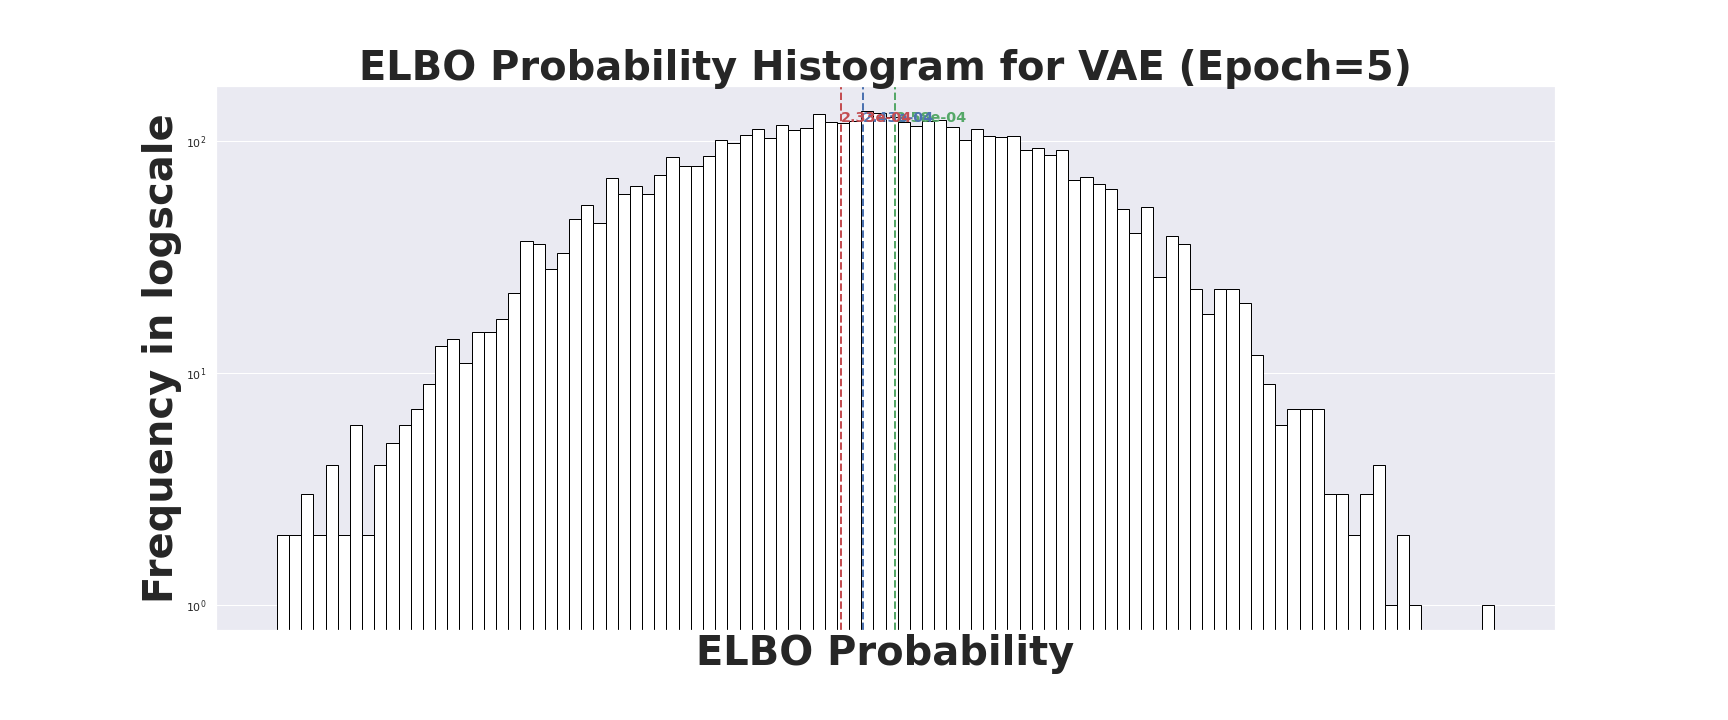 ELBO Probability Histogram for VAE (Epoch=5)
Frequency in logscale
10²
10¹
10⁰
ELBO Probability